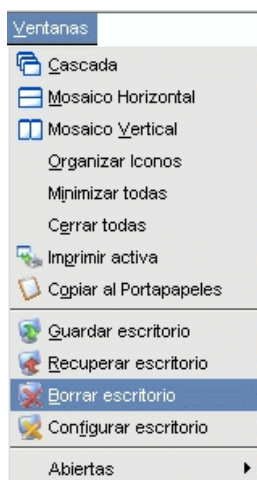 Ventanas
Cascada
Mosaico Horizontal
Mosaico Vertical
Organizar Iconos
Minimizar todas
Cerrar todas
Imprimir activa
Copiar al Portapapeles
Guardar escritorio
Recuperar escritorio
Borrar escritorio
Configurar escritorio
Abiertas